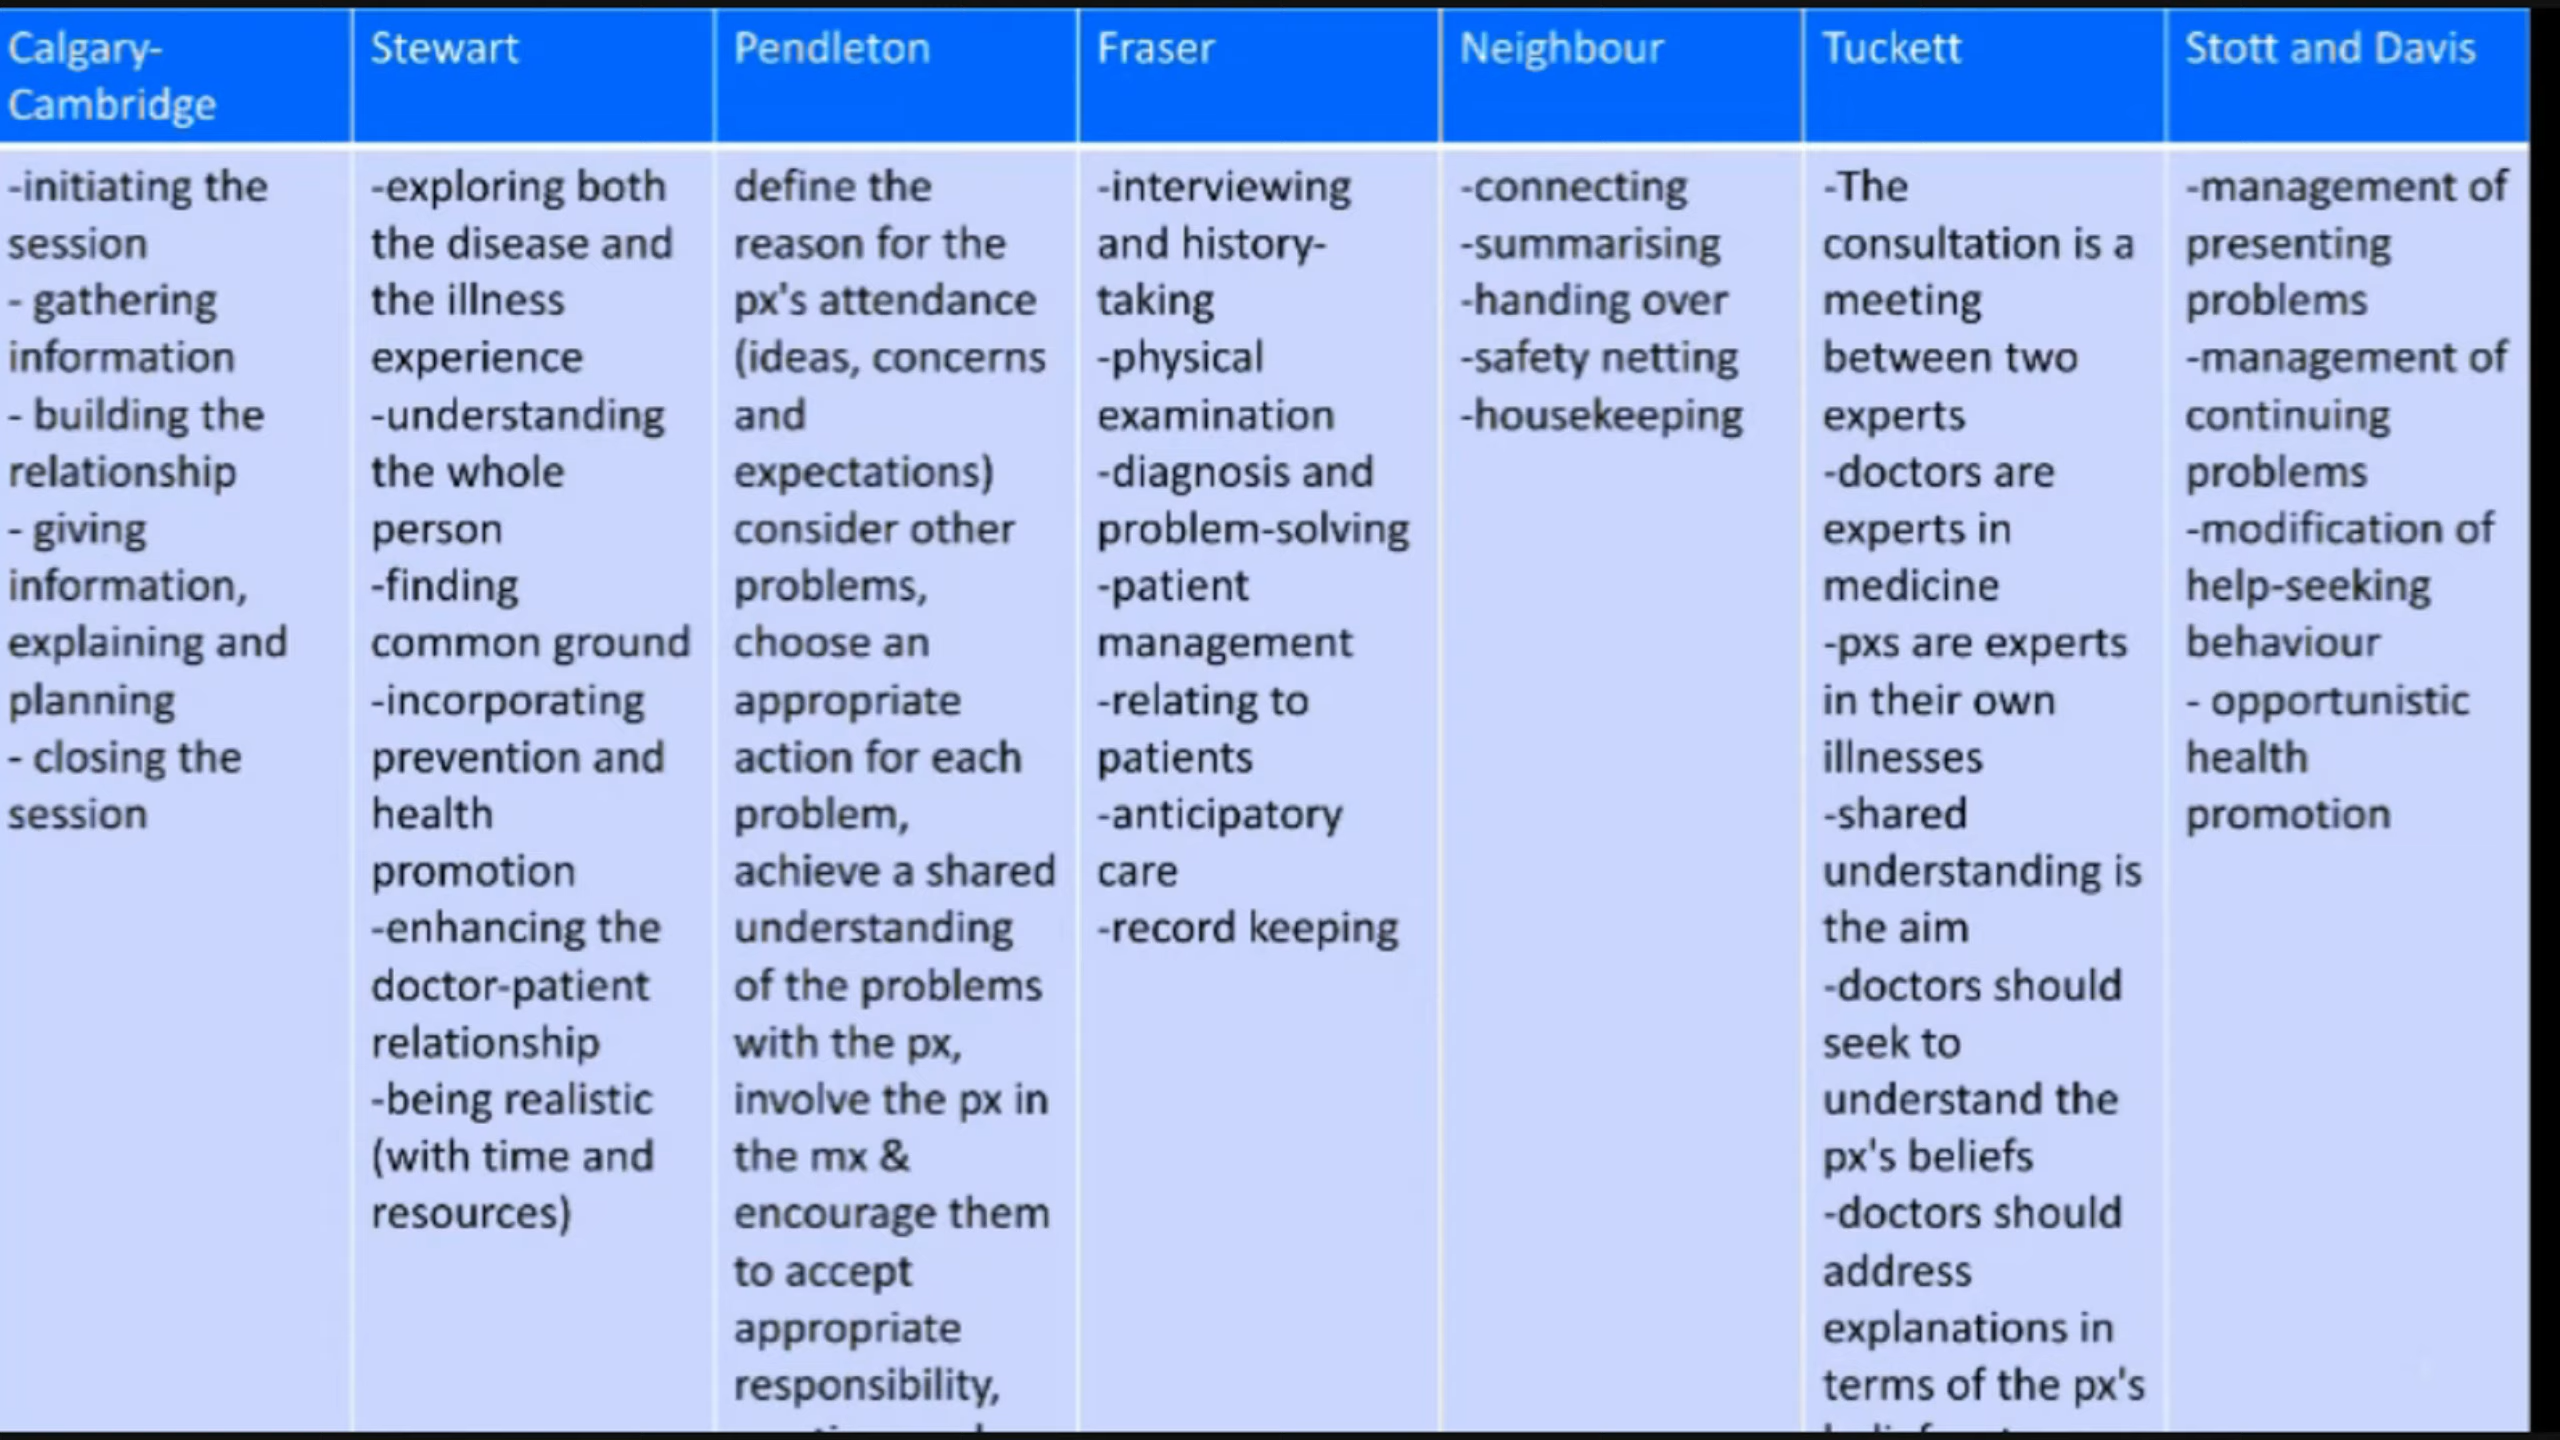 Calgary-
Cambridge
-initiating the
session
- gathering
information
- building the
relationship
- giving
information,
explaining and
planning
- closing the
session
Stewart
-exploring both
the disease and
the illness
experience
-understanding
the whole
person
-finding
common ground
-incorporating
prevention and
health
promotion
-enhancing the
doctor-patient
relationship
-being realistic
(with time and
resources)
Pendleton
define the
reason for the
px's attendance
(ideas, concerns
and
expectations)
consider other
problems,
choose an
appropriate
action for each
problem,
achieve a shared
understanding
of the problems
with the px,
involve the px in
the mx &
encourage them
to accept
appropriate
responsibility,
Fraser
-interviewing
and history-
taking
-physical
examination
-diagnosis and
problem-solving
-patient
management
-relating to
patients
-anticipatory
care
-record keeping
Neighbour
-connecting
-summarising
-handing over
-safety netting
-housekeeping
Tuckett
-The
consultation is a
meeting
between two
experts
-doctors are
experts in
medicine
-pxs are experts
in their own
illnesses
-shared
understanding is
the aim
-doctors should
seek to
understand the
px's beliefs
-doctors should
address
explanations in
terms of the px's
Stott and Davis
-management of
presenting
problems
-management of
continuing
problems
-modification of
help-seeking
behaviour
- opportunistic
health
promotion